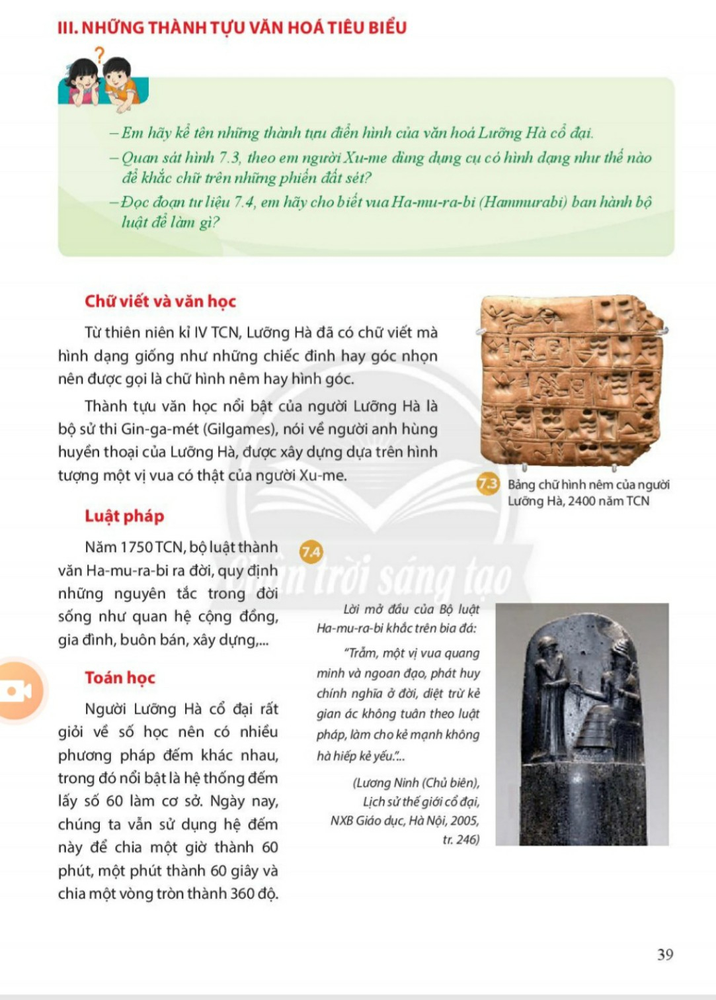 III. NHỮNG THÀNH TỰU VĂN HOÁ TIÊU BIỂU
?
– Em hãy kể tên những thành tựu điển hình của văn hoá Lưỡng Hà cổ đại.
– Quan sát hình 7.3, theo em người Xu-me dùng dụng cụ có hình dạng như thế nào
để khắc chữ trên những phiến đất sét?
– Đọc đoạn tư liệu 7.4, em hãy cho biết vua Ha-mu-ra-bi (Hammurabi) ban hành bộ
luật để làm gì?
Chữ viết và văn học
Từ thiên niên kỉ IV TCN, Lưỡng Hà đã có chữ viết mà
hình dạng giống như những chiếc đinh hay góc nhọn
nên được gọi là chữ hình nêm hay hình góc.
Thành tựu văn học nổi bật của người Lưỡng Hà là
bộ sử thi Gin-ga-mét (Gilgames), nói về người anh hùng
huyền thoại của Lưỡng Hà, được xây dựng dựa trên hình
tượng một vị vua có thật của người Xu-me.
7.3 Bảng chữ hình nêm của người
Lưỡng Hà, 2400 năm TCN
Luật pháp
Năm 1750 TCN, bộ luật thành
văn Ha-mu-ra-bi ra đời, quy định
những nguyên tắc trong đời
sống như quan hệ cộng đồng,
gia đình, buôn bán, xây dựng,...
Toán học
Người Lưỡng Hà cổ đại rất
giỏi về số học nên có nhiều
phương pháp đếm khác nhau,
trong đó nổi bật là hệ thống đếm
lấy số 60 làm cơ sở. Ngày nay,
chúng ta vẫn sử dụng hệ đếm
này để chia một giờ thành 60
phút, một phút thành 60 giây và
chia một vòng tròn thành 360 độ.
7.4
Chân trời sáng tạo
Lời mở đầu của Bộ luật
Ha-mu-ra-bi khắc trên bia đá:
“Trẫm, một vị vua quang
minh và ngoan đạo, phát huy
chính nghĩa ở đời, diệt trừ kẻ
gian ác không tuân theo luật
pháp, làm cho kẻ mạnh không
hà hiếp kẻ yếu.”...
(Lương Ninh (Chủ biên),
Lịch sử thế giới cổ đại,
NXB Giáo dục, Hà Nội, 2005,
tr. 246)
39